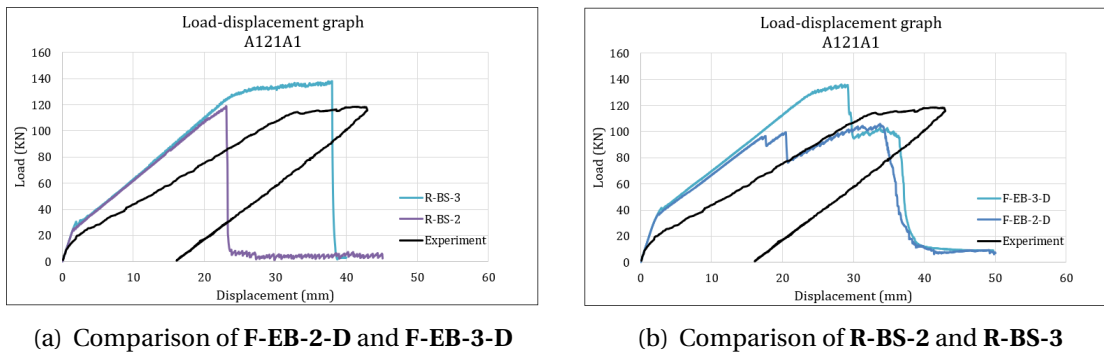 Load-displacement graph
A121A1
160
140
120
100
80
60
40
20
0
Load (KN)
R-BS-3
R-BS-2
Experiment
0 10 20 30 40 50 60
Displacement (mm)
(a) Comparison of F-EB-2-D and F-EB-3-D
Load-displacement graph
A121A1
160
140
120
100
80
60
40
20
0
Load (KN)
F-EB-3-D
F-EB-2-D
Experiment
0 10 20 30 40 50 60
Displacement (mm)
(b) Comparison of R-BS-2 and R-BS-3